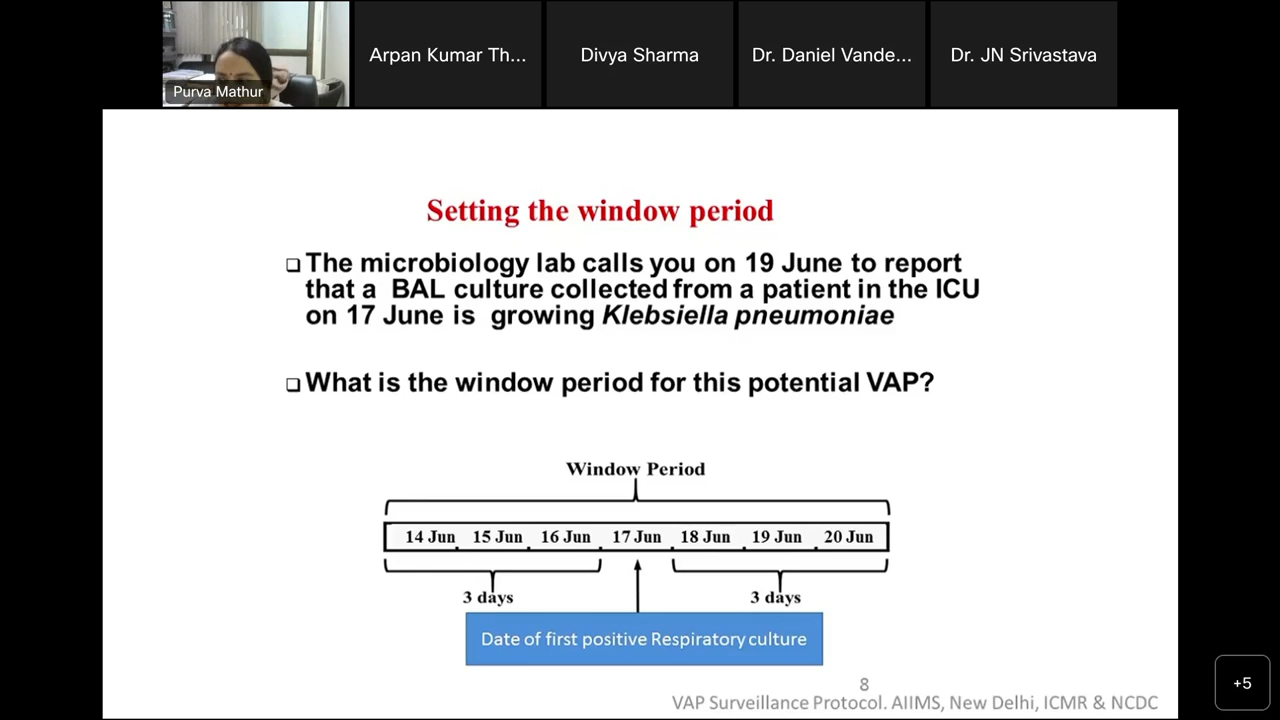 Purva Mathur
Arpan Kumar Th...
Divya Sharma
Dr. Daniel Vande...
Dr. JN Srivastava
Setting the window period
❑ The microbiology lab calls you on 19 June to report
that a BAL culture collected from a patient in the ICU
on 17 June is growing Klebsiella pneumoniae
❑ What is the window period for this potential VAP?
Window Period
14 Jun 15 Jun 16 Jun 17 Jun 18 Jun 19 Jun 20 Jun
3 days 3 days
Date of first positive Respiratory culture
8
VAP Surveillance Protocol. AIIMS, New Delhi, ICMR & NCDC
+5